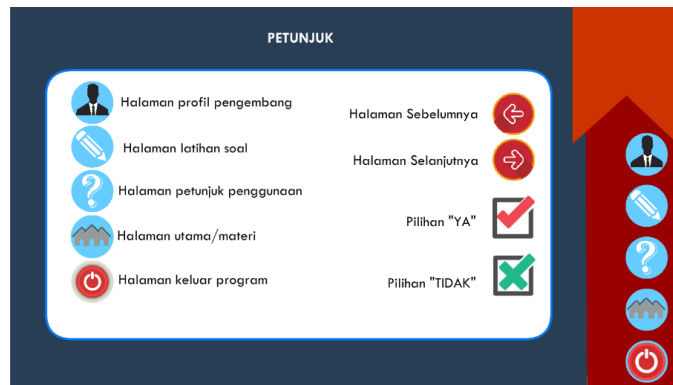 PETUNJUK
Halaman profil pengembang
Halaman latihan soal
Halaman petunjuk penggunaan
Halaman utama/materi
Halaman keluar program
Halaman Sebelumnya
Halaman Selanjutnya
Pilihan "YA"
Pilihan "TIDAK"